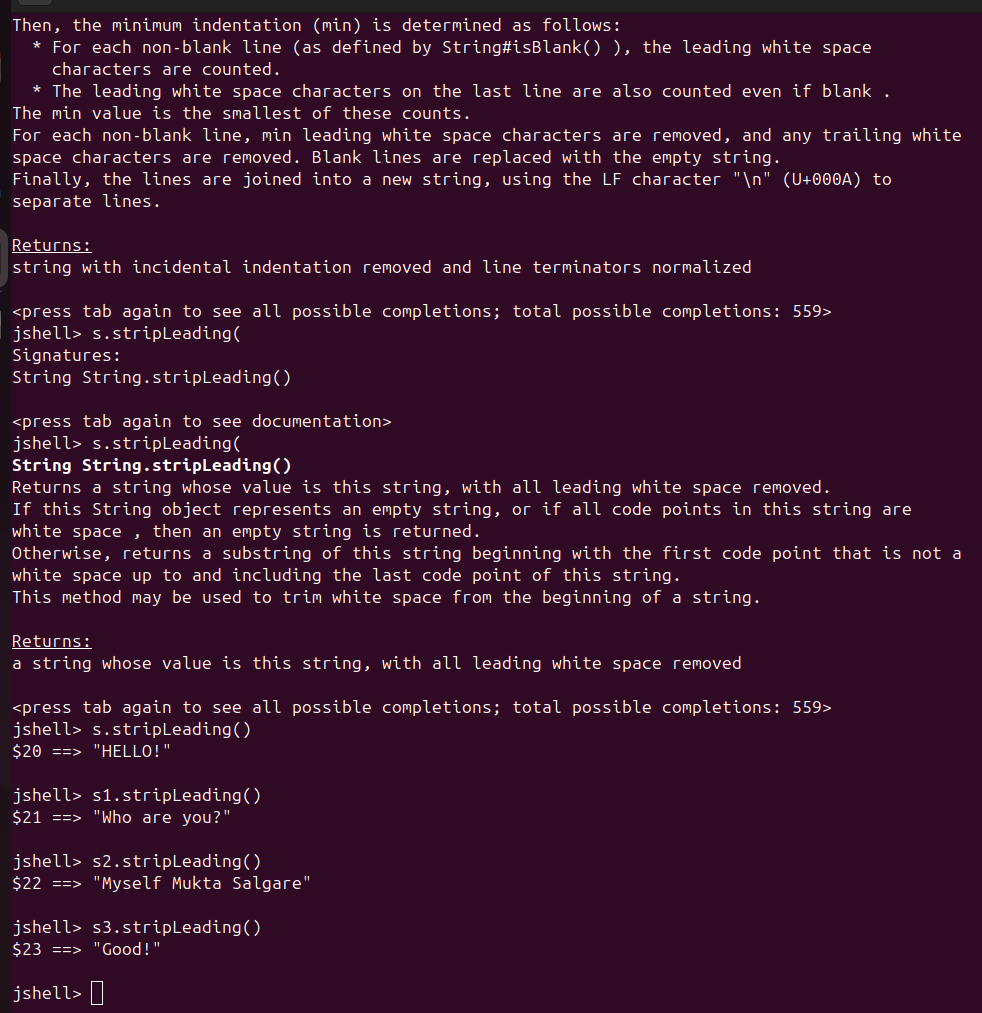 Then, the minimum indentation (min) is determined as follows:
  * For each non-blank line (as defined by String#isBlank() ), the leading white space
    characters are counted.
  * The leading white space characters on the last line are also counted even if blank .
The min value is the smallest of these counts.
For each non-blank line, min leading white space characters are removed, and any trailing white
space characters are removed. Blank lines are replaced with the empty string.
Finally, the lines are joined into a new string, using the LF character "\n" (U+000A) to
separate lines.

Returns:
string with incidental indentation removed and line terminators normalized

<press tab again to see all possible completions; total possible completions: 559>
jshell> s.stripLeading(
Signatures:
String String.stripLeading()

<press tab again to see documentation>
jshell> s.stripLeading(
String String.stripLeading()
Returns a string whose value is this string, with all leading white space removed.
If this String object represents an empty string, or if all code points in this string are
white space , then an empty string is returned.
Otherwise, returns a substring of this string beginning with the first code point that is not a
white space up to and including the last code point of this string.
This method may be used to trim white space from the beginning of a string.

Returns:
a string whose value is this string, with all leading white space removed

<press tab again to see all possible completions; total possible completions: 559>
jshell> s.stripLeading()
$20 ==> "HELLO!"

jshell> s1.stripLeading()
$21 ==> "Who are you?"

jshell> s2.stripLeading()
$22 ==> "Myself Mukta Salgare"

jshell> s3.stripLeading()
$23 ==> "Good!"

jshell>